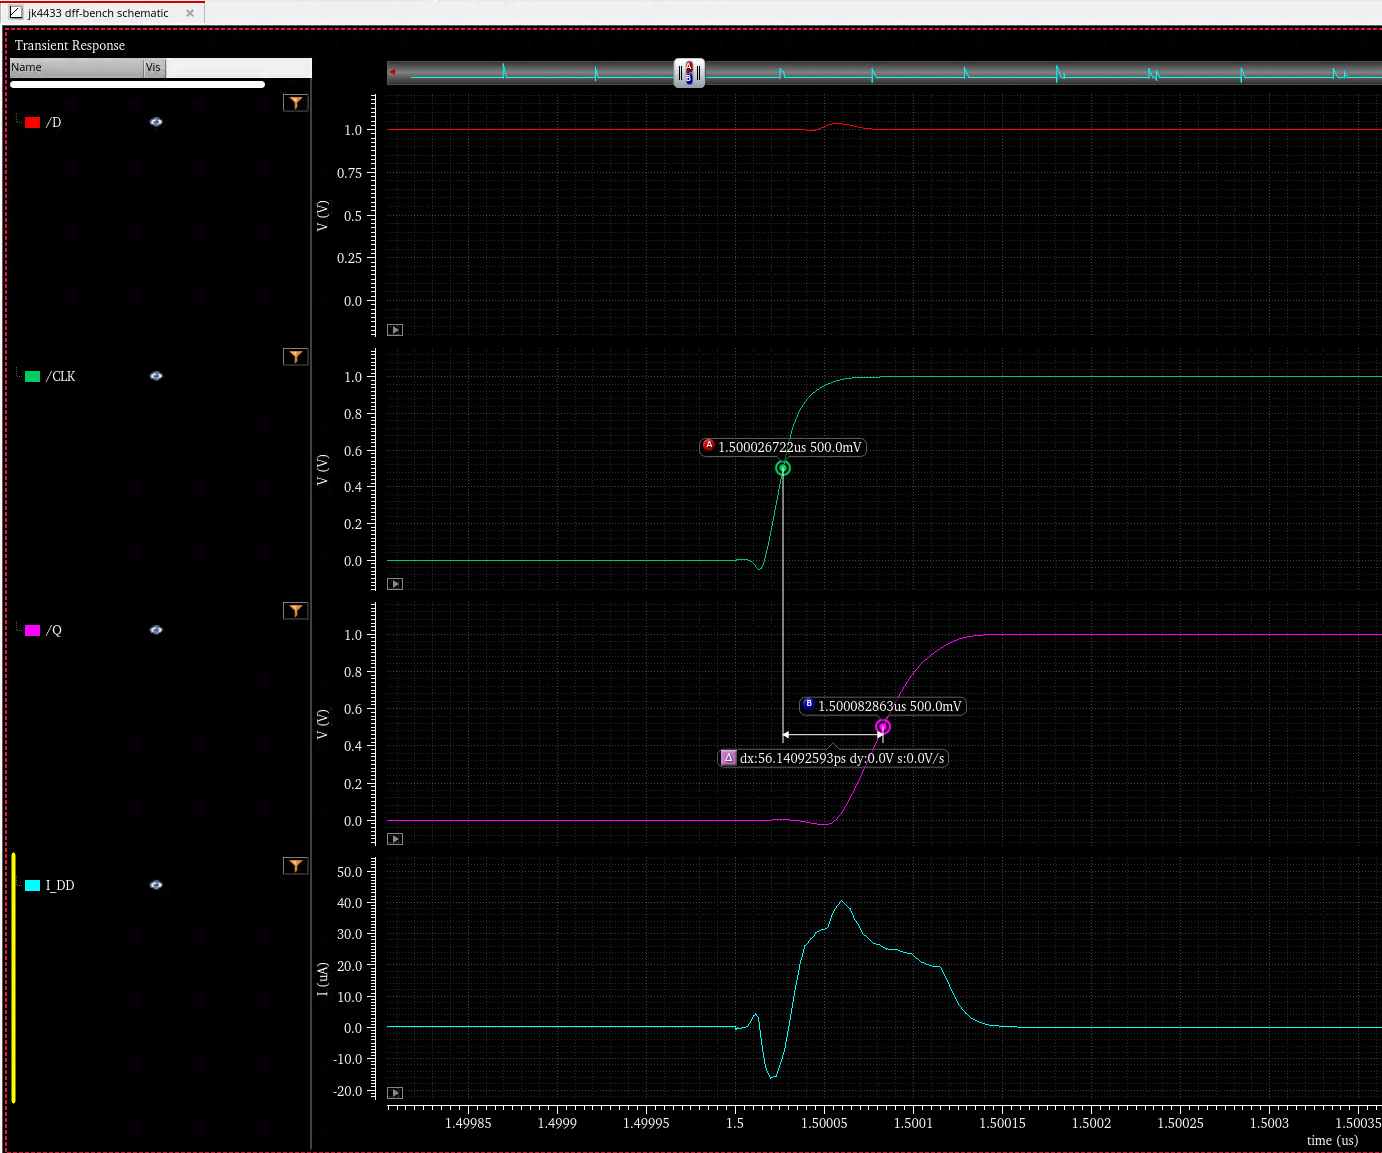 jk4433 dff-bench schematic ×
Transient Response
Name Vis
A
B
/D
1.0
0.75
0.5
0.25
0.0
V (V)
/CLK
1.0
0.8
0.6
0.4
0.2
0.0
V (V)
A 1.500026722us 500.0mV
/Q
1.0
0.8
0.6
0.4
0.2
0.0
V (V)
B 1.500082863us 500.0mV
Δ dx:56.14092593ps dy:0.0V s:0.0V/s
I_DD
50.0
40.0
30.0
20.0
10.0
0.0
-10.0
-20.0
I (uA)
1.49985 1.4999 1.49995 1.5 1.50005 1.5001 1.50015 1.5002 1.50025 1.5003 1.50035
time (us)